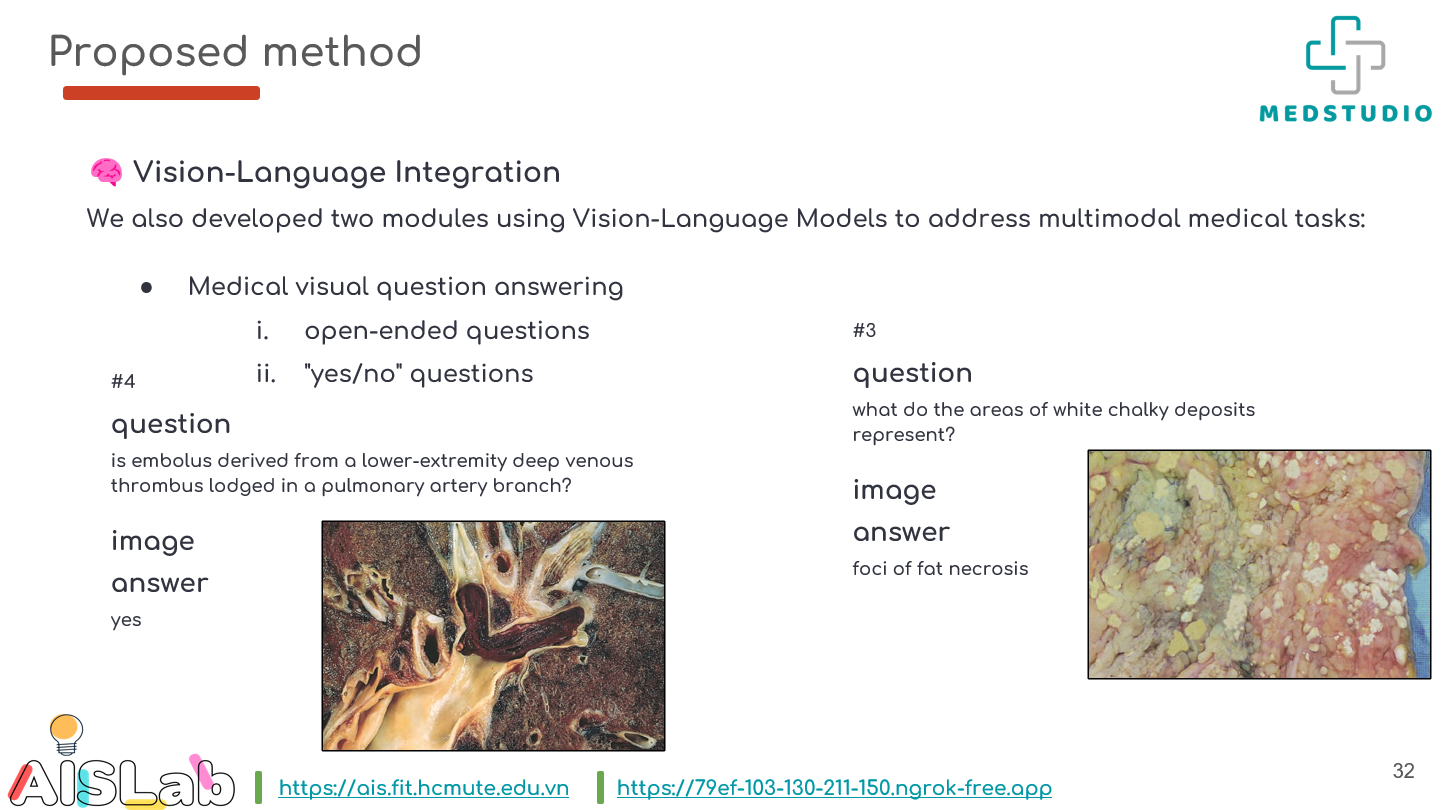 Proposed method
MEDSTUDIO
Vision-Language Integration
We also developed two modules using Vision-Language Models to address multimodal medical tasks:
● Medical visual question answering
i. open-ended questions
ii. "yes/no" questions
#4
question
is embolus derived from a lower-extremity deep venous
thrombus lodged in a pulmonary artery branch?
image
answer
yes
#3
question
what do the areas of white chalky deposits
represent?
image
answer
foci of fat necrosis
AISLab
https://ais.fit.hcmute.edu.vn
https://79ef-103-130-211-150.ngrok-free.app
32